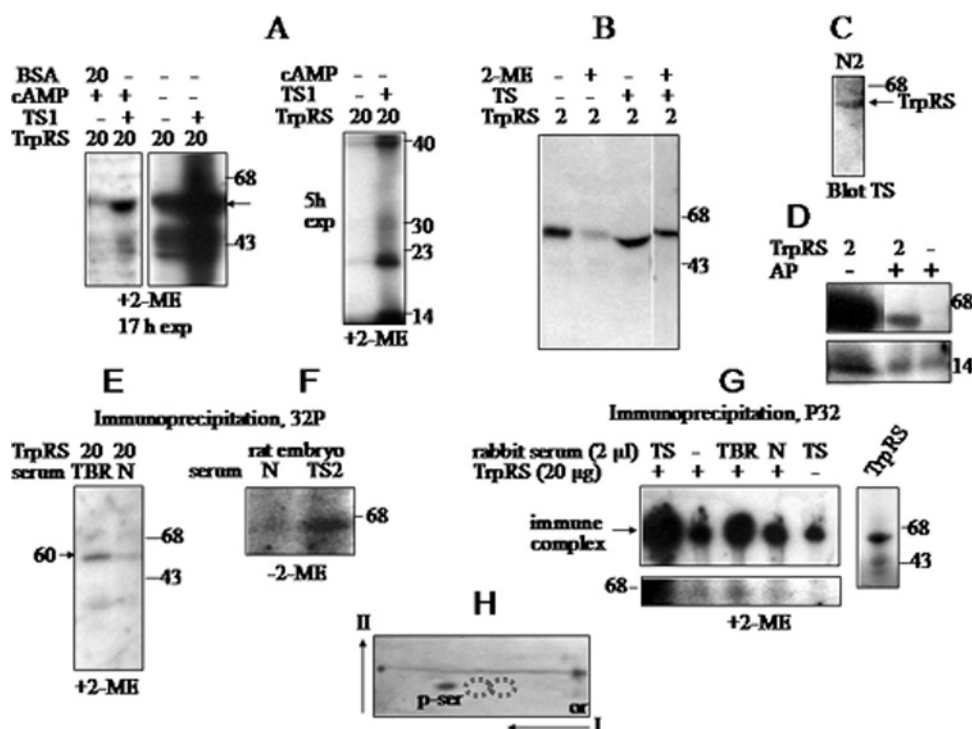 A
BSA 20 - - -
cAMP + + - -
TS1 - + - +
TrpRS 20 20 20 20
68
43
+2-ME
17 h exp
cAMP - -
TS1 - +
TrpRS 20 20
5h
exp
40
30
23
14
+2-ME
B
2-ME - + - +
TS - - + +
TrpRS 2 2 2 2
68
43
C
N2
68
TrpRS
Blot TS
D
TrpRS 2 2 -
AP - + +
68
14
E
F
Immunoprecipitation, 32P
TrpRS 20 20
serum TBR N
60
68
43
+2-ME
rat embryo
serum N TS2
68
-2-ME
G
Immunoprecipitation, P32
rabbit serum (2 µl) TS - TBR N TS
TrpRS (20 µg) + + + + -
immune
complex
68-
+2-ME
TrpRS
68
43
H
II
p-ser
or
I